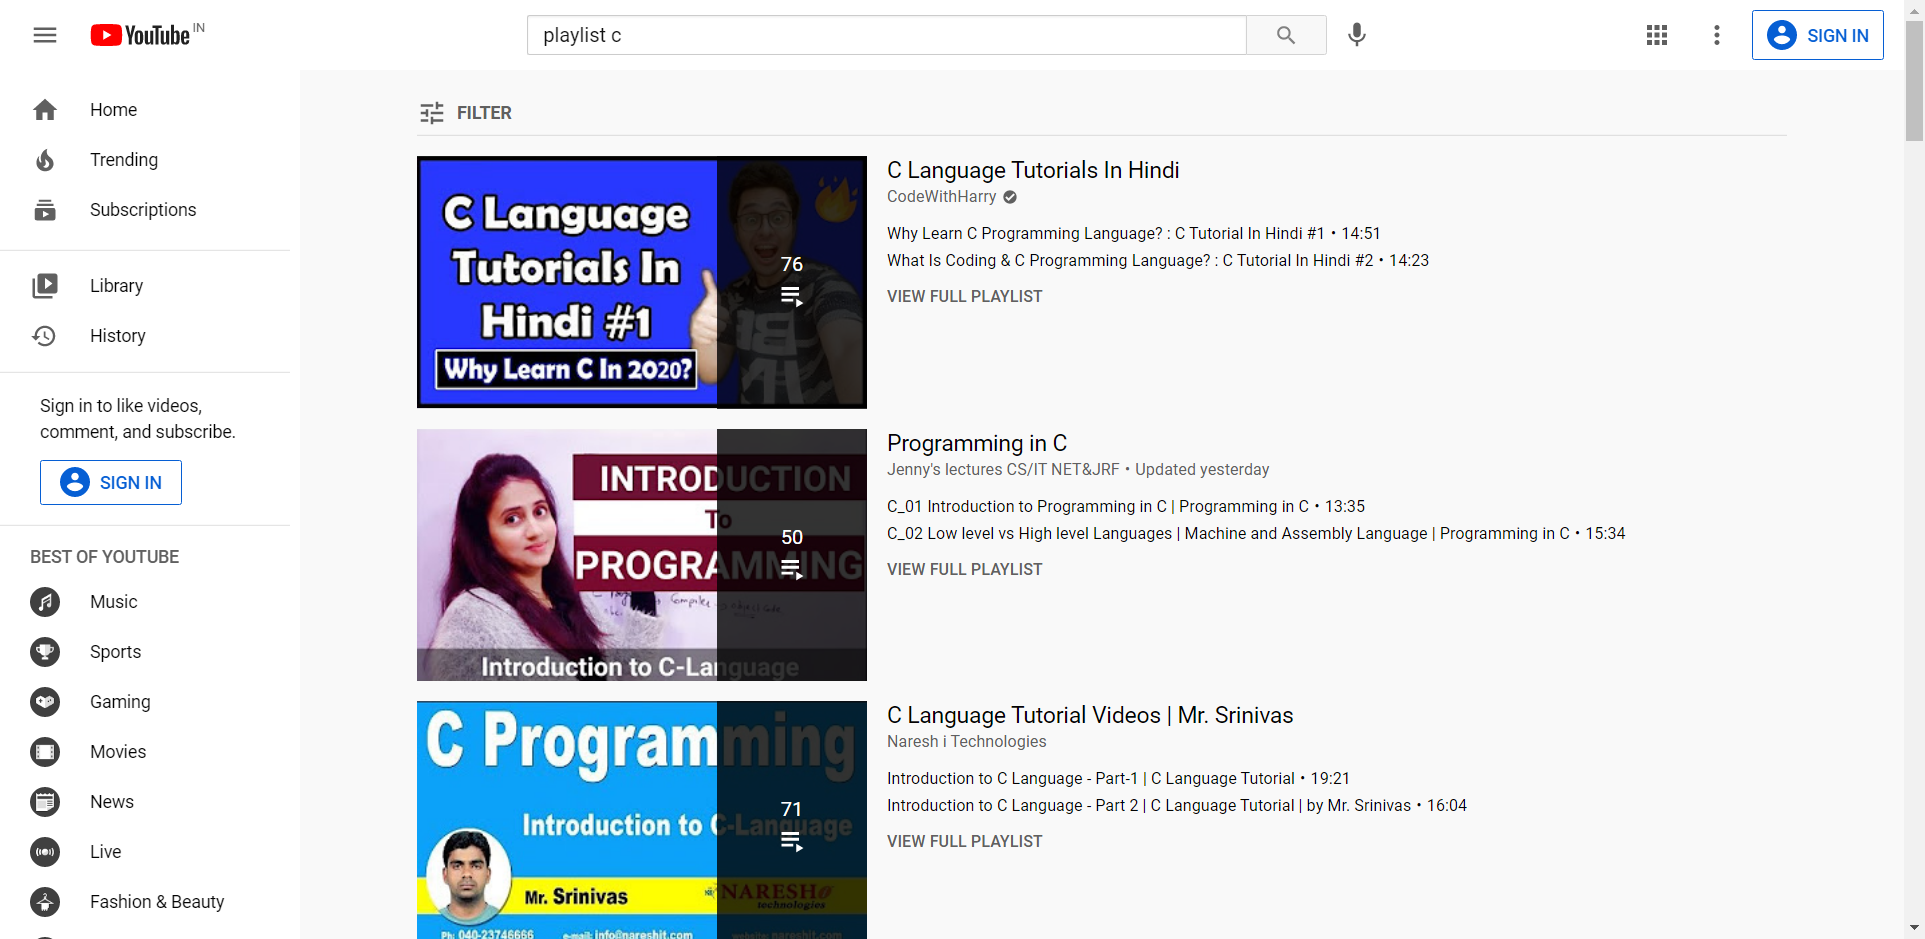 YouTube IN
playlist c
SIGN IN
Home
Trending
Subscriptions
Library
History
Sign in to like videos,
comment, and subscribe.
SIGN IN
BEST OF YOUTUBE
Music
Sports
Gaming
Movies
News
Live
Fashion & Beauty
FILTER
C Language
Tutorials In
Hindi #1
Why Learn C In 2020?
76
C Language Tutorials In Hindi
CodeWithHarry
Why Learn C Programming Language? : C Tutorial In Hindi #1 • 14:51
What Is Coding & C Programming Language? : C Tutorial In Hindi #2 • 14:23
VIEW FULL PLAYLIST
INTRODUCTION
To
PROGRAMMING
Introduction to C-Language
50
Programming in C
Jenny's lectures CS/IT NET&JRF • Updated yesterday
C_01 Introduction to Programming in C | Programming in C • 13:35
C_02 Low level vs High level Languages | Machine and Assembly Language | Programming in C • 15:34
VIEW FULL PLAYLIST
C Programming
Introduction to C-Language
Mr. Srinivas
NARESH i
technologies
Ph: 040-23746666 e-mail: info@nareshit.com website: nareshit.com
71
C Language Tutorial Videos | Mr. Srinivas
Naresh i Technologies
Introduction to C Language - Part-1 | C Language Tutorial • 19:21
Introduction to C Language - Part 2 | C Language Tutorial | by Mr. Srinivas • 16:04
VIEW FULL PLAYLIST